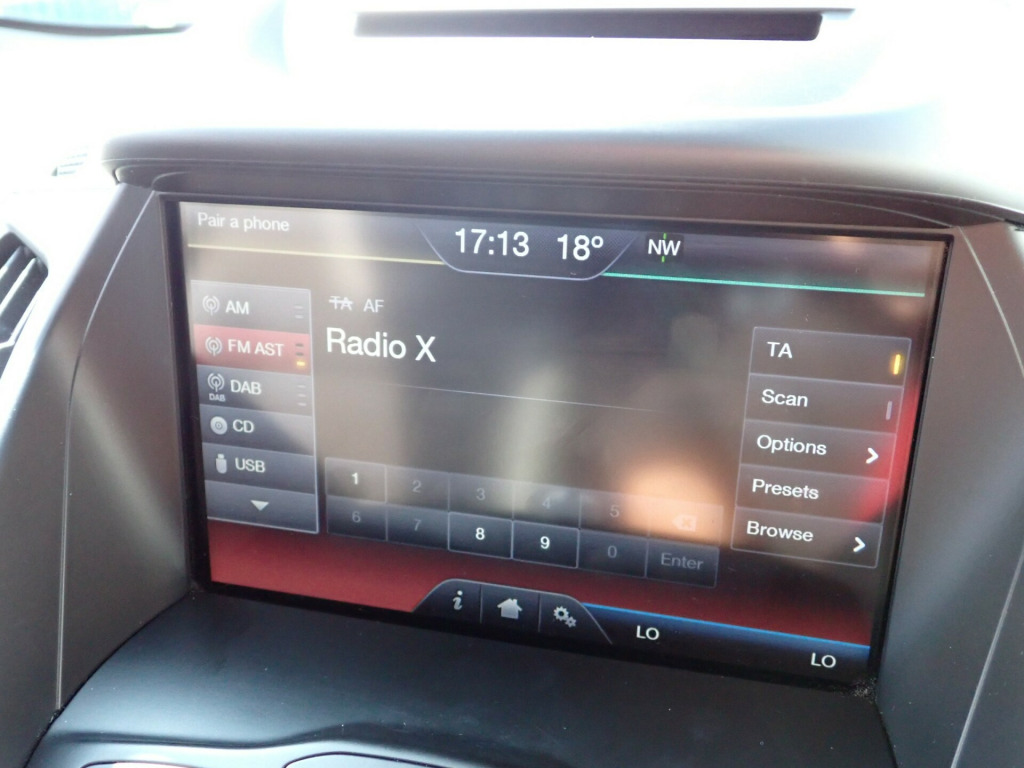 Pair a phone
17:13 18º NW
TA AF
Radio X
AM
FM AST
DAB
DAB
CD
USB
TA
Scan
Options
Presets
Browse
1 2 3 4 5
6 7 8 9 0 Enter
i
LO
LO